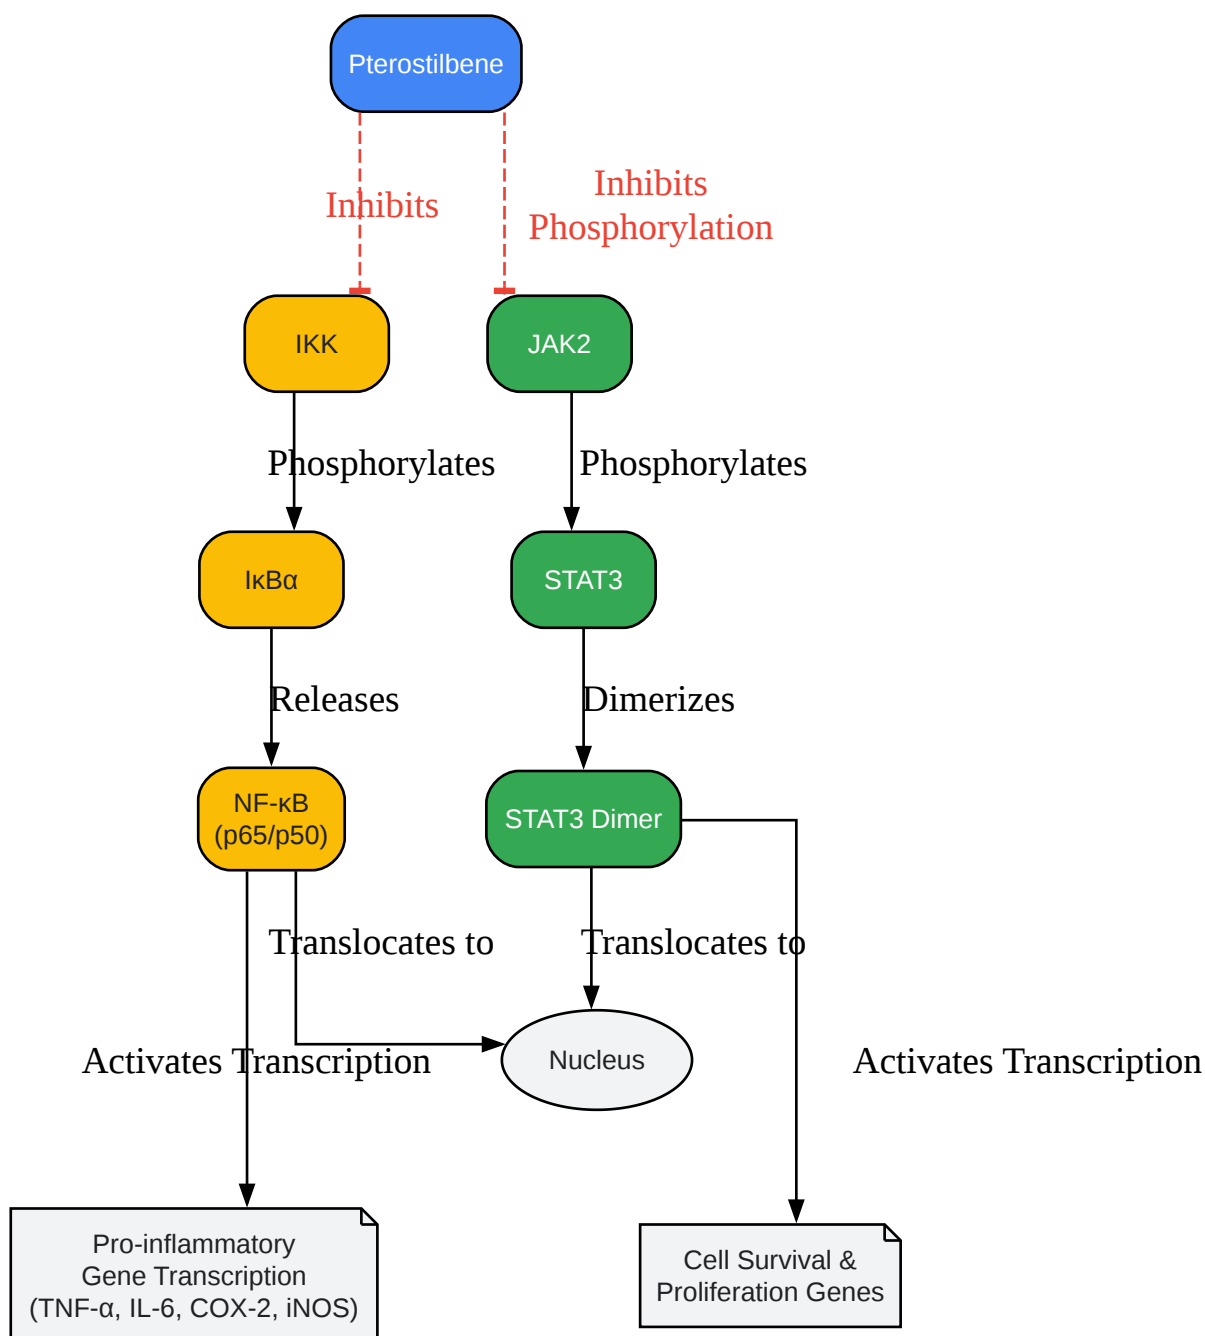 Pterostilbene
Inhibits
Inhibits
Phosphorylation
IKK
JAK2
Phosphorylates
Phosphorylates
IκBα
STAT3
Releases
Dimerizes
NF-κB
(p65/p50)
STAT3 Dimer
Translocates to
Translocates to
Activates Transcription
Nucleus
Activates Transcription
Pro-inflammatory
Gene Transcription
(TNF-α, IL-6, COX-2, iNOS)
Cell Survival &
Proliferation Genes